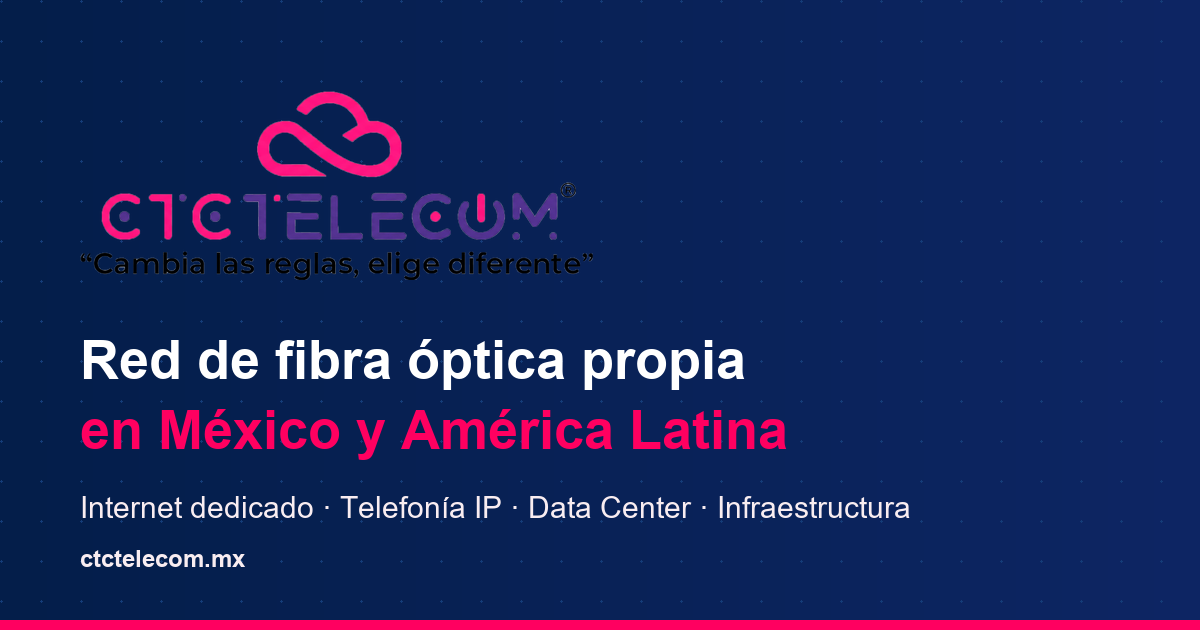 CTCTELECOM®
“Cambia las reglas, elige diferente”
Red de fibra óptica propia
en México y América Latina
Internet dedicado · Telefonía IP · Data Center · Infraestructura
ctctelecom.mx